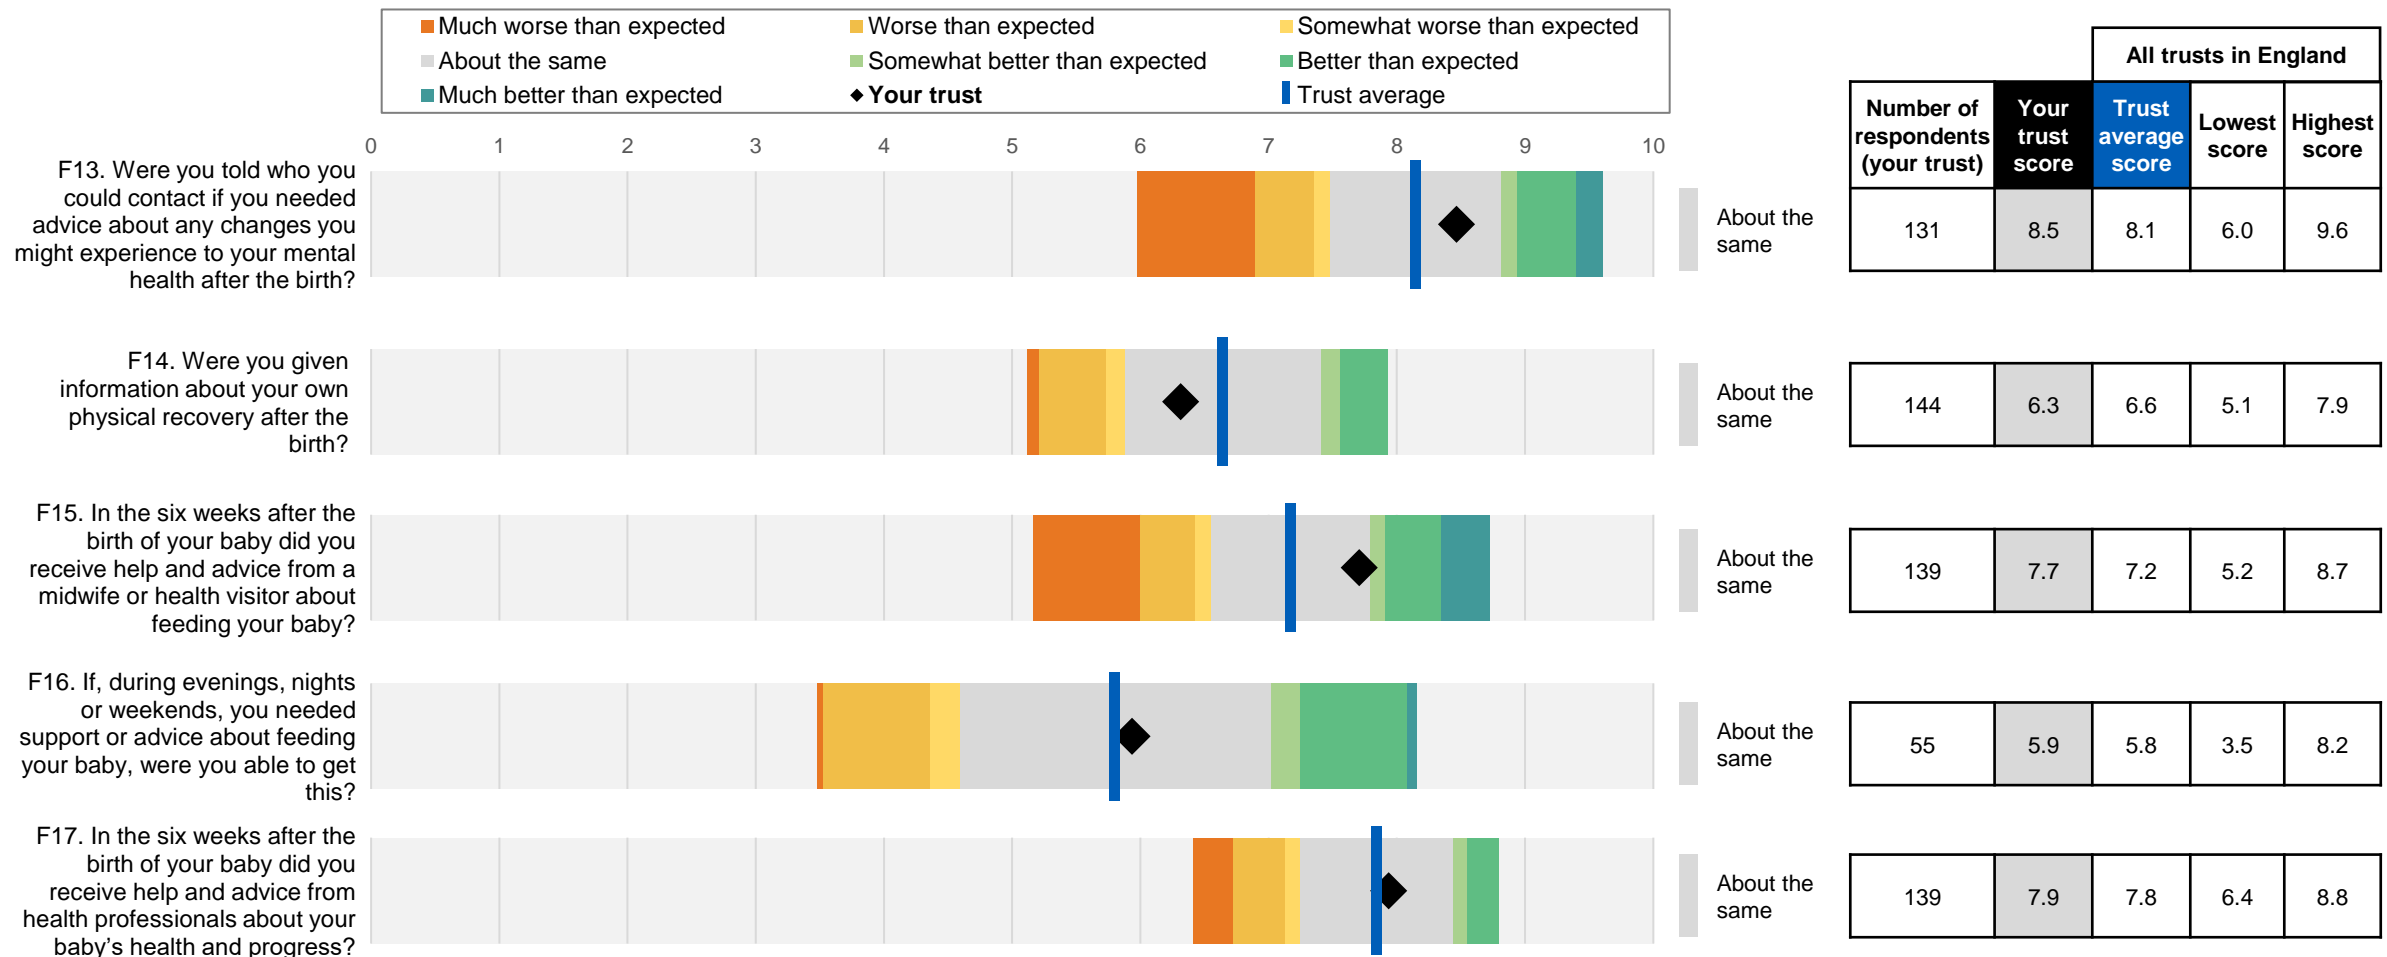 Much worse than expected
Worse than expected
Somewhat worse than expected
About the same
Somewhat better than expected
Better than expected
Much better than expected
Your trust
Trust average
All trusts in England
Number of
respondents
(your trust)
Your
trust
score
Trust
average
score
Lowest
score
Highest
score
0 1 2 3 4 5 6 7 8 9 10
F13. Were you told who you
could contact if you needed
advice about any changes you
might experience to your mental
health after the birth?
About the
same
131 8.5 8.1 6.0 9.6
F14. Were you given
information about your own
physical recovery after the
birth?
About the
same
144 6.3 6.6 5.1 7.9
F15. In the six weeks after the
birth of your baby did you
receive help and advice from a
midwife or health visitor about
feeding your baby?
About the
same
139 7.7 7.2 5.2 8.7
F16. If, during evenings, nights
or weekends, you needed
support or advice about feeding
your baby, were you able to get
this?
About the
same
55 5.9 5.8 3.5 8.2
F17. In the six weeks after the
birth of your baby did you
receive help and advice from
health professionals about your
baby’s health and progress?
About the
same
139 7.9 7.8 6.4 8.8